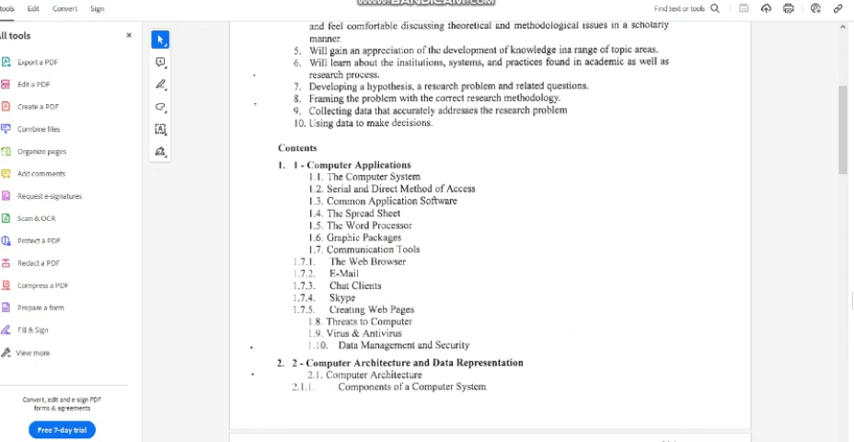 WWW.BANDICAM.COM
tools Edit Convert Sign
Find text or tools
All tools
Export a PDF
Edit a PDF
Create a PDF
Combine files
Organize pages
Add comments
Request e-signatures
Scan & OCR
Protect a PDF
Redact a PDF
Compress a PDF
Prepare a form
Fill & Sign
View more
Convert, edit and e-sign PDF
forms & agreements
Free 7-day trial
and feel comfortable discussing theoretical and methodological issues in a scholarly
manner.
5. Will gain an appreciation of the development of knowledge ina range of topic areas.
6. Will learn about the institutions, systems, and practices found in academic as well as
research process.
7. Developing a hypothesis, a research problem and related questions.
8. Framing the problem with the correct research methodology.
9. Collecting data that accurately addresses the research problem
10. Using data to make decisions.
Contents
1. 1 - Computer Applications
1.1. The Computer System
1.2. Serial and Direct Method of Access
1.3. Common Application Software
1.4. The Spread Sheet
1.5. The Word Processor
1.6. Graphic Packages
1.7. Communication Tools
1.7.1. The Web Browser
1.7.2. E-Mail
1.7.3. Chat Clients
1.7.4. Skype
1.7.5. Creating Web Pages
1.8. Threats to Computer
1.9. Virus & Antivirus
1.10. Data Management and Security
2. 2 - Computer Architecture and Data Representation
2.1. Computer Architecture
2.1.1. Components of a Computer System